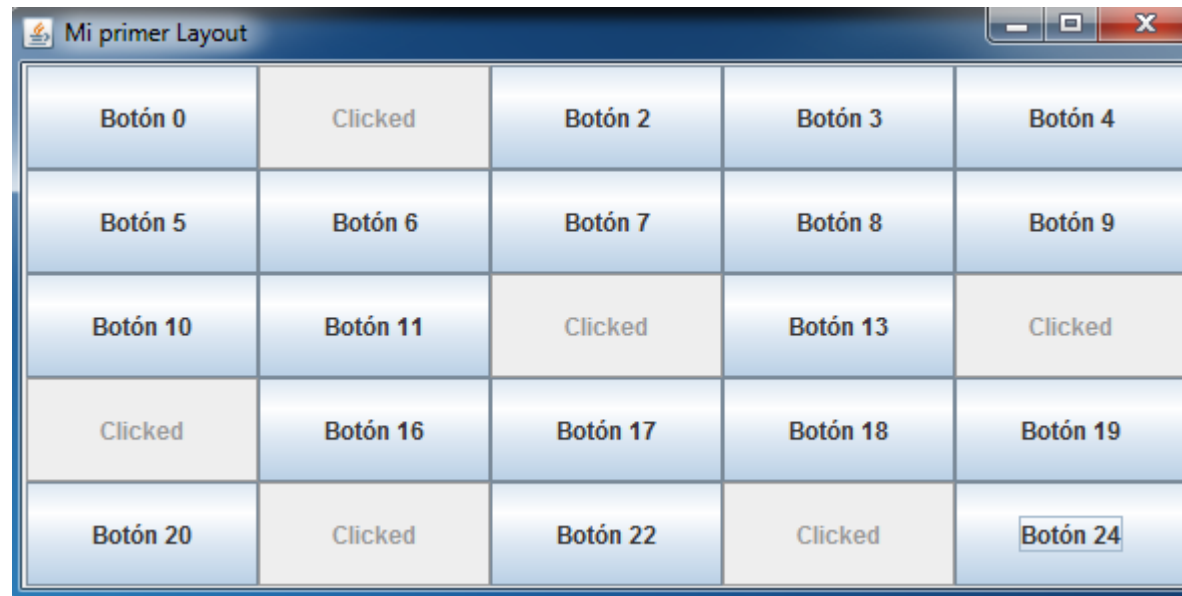 Mi primer Layout
Botón 0 Clicked Botón 2 Botón 3 Botón 4
Botón 5 Botón 6 Botón 7 Botón 8 Botón 9
Botón 10 Botón 11 Clicked Botón 13 Clicked
Clicked Botón 16 Botón 17 Botón 18 Botón 19
Botón 20 Clicked Botón 22 Clicked Botón 24